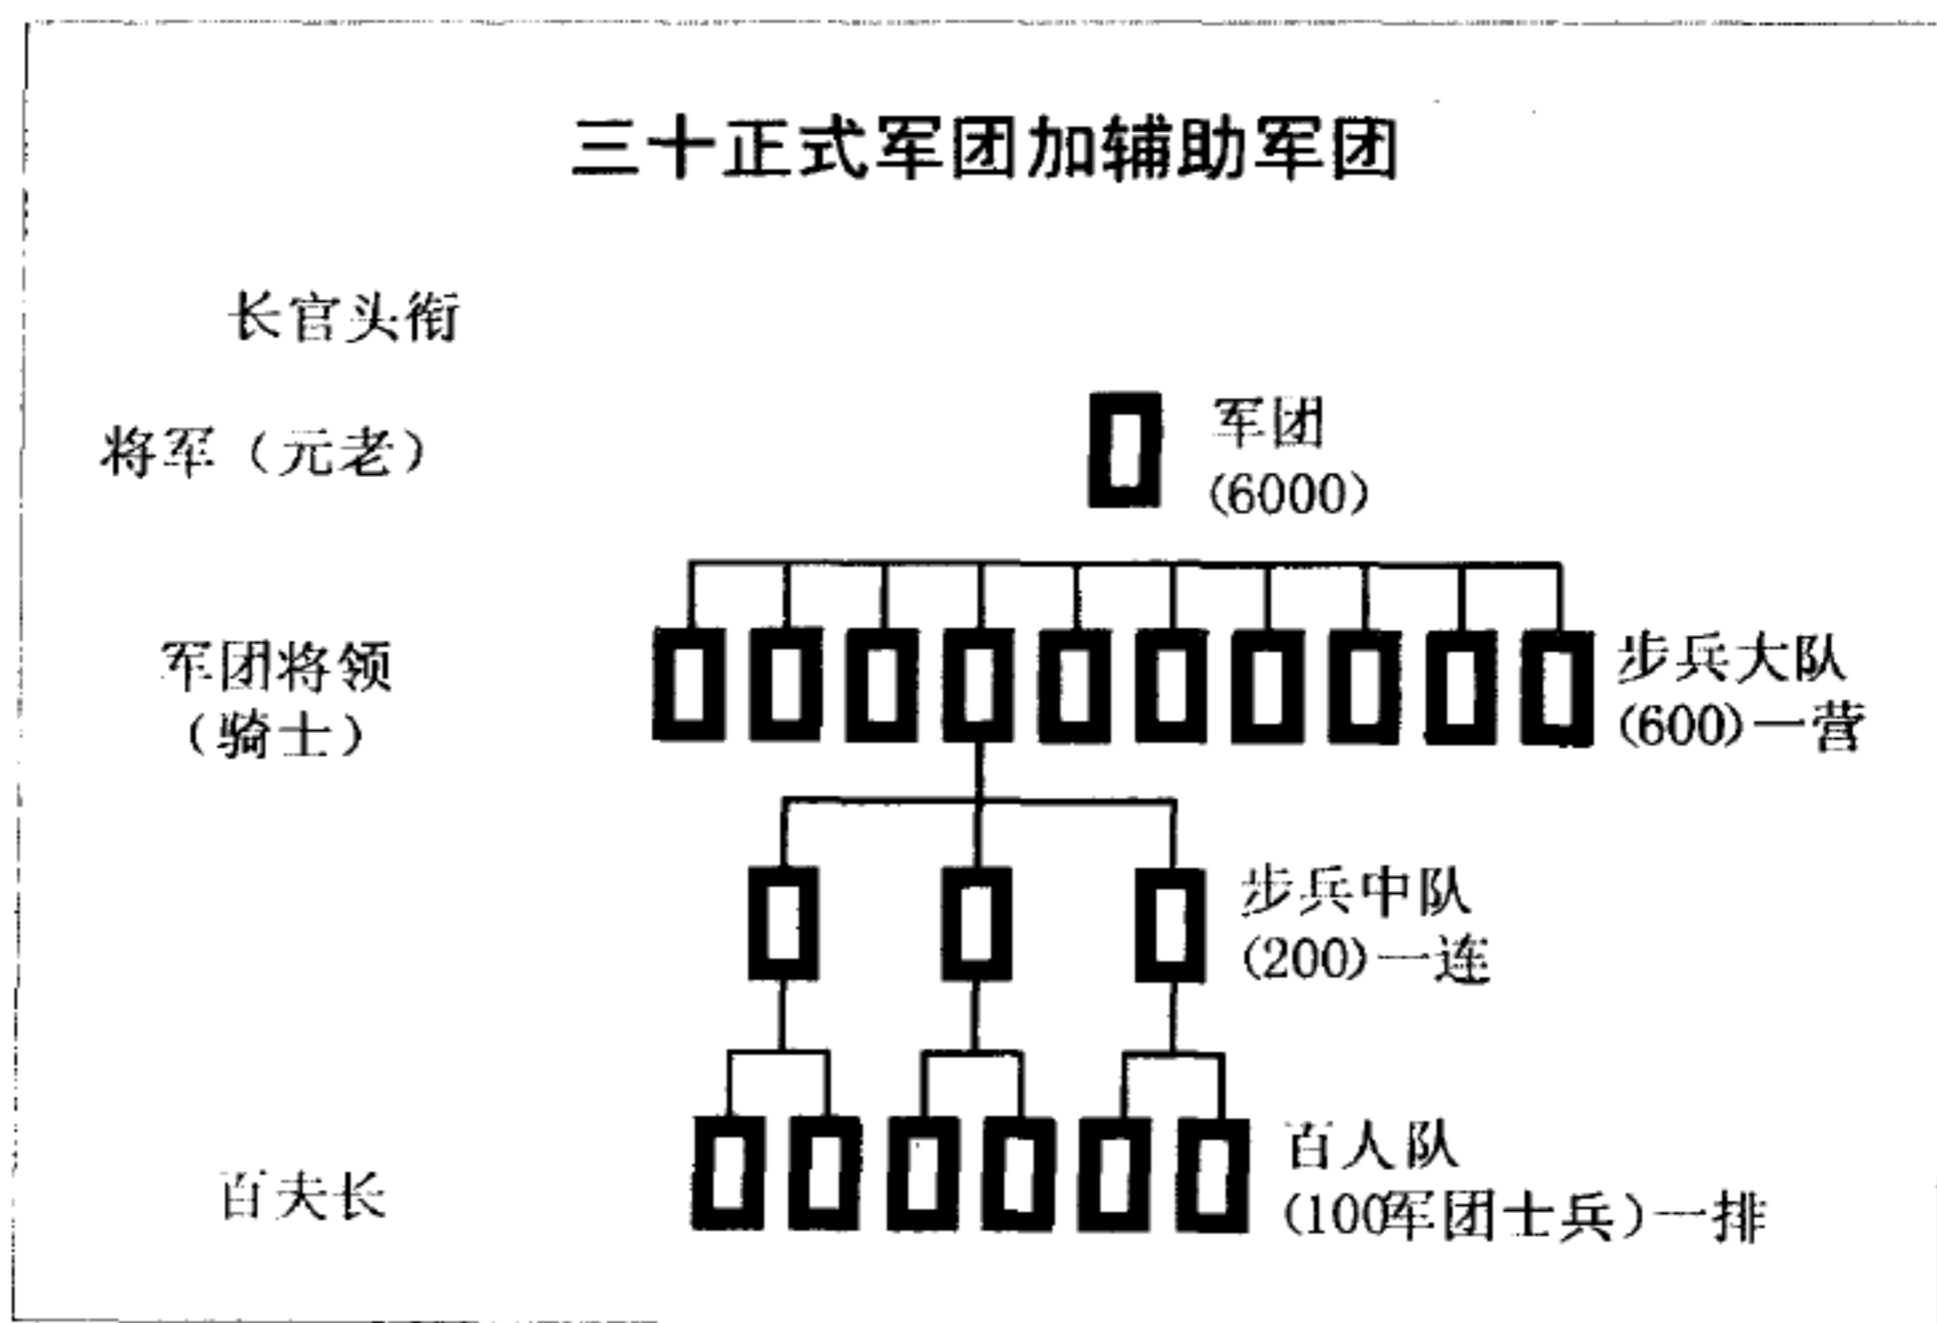 三十正式军团加辅助军团
长官头衔
将军（元老）
军团
(6000)
军团将领
（骑士）
步兵大队
(600)一营
步兵中队
(200)一连
百夫长
百人队
(100军团士兵)一排